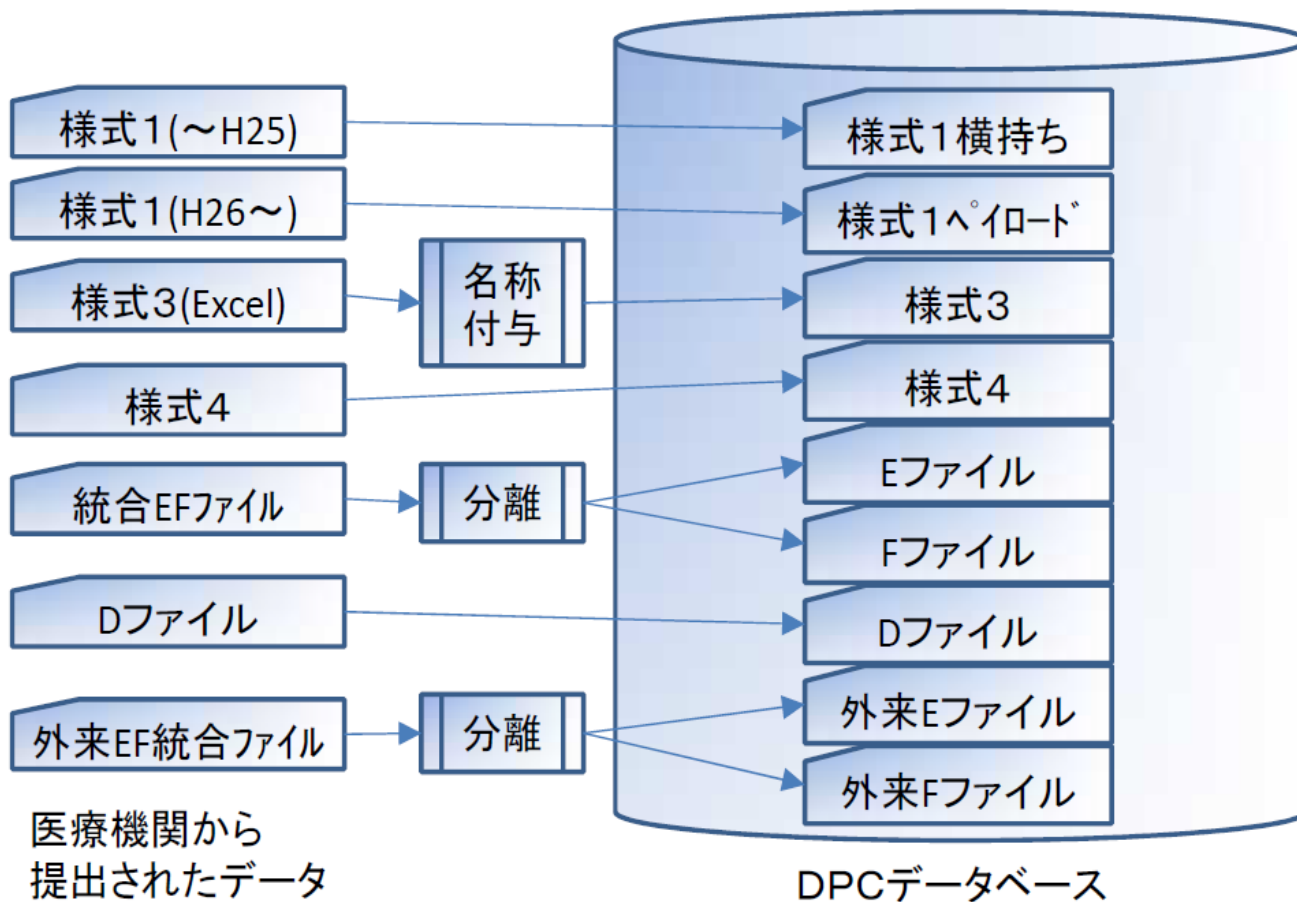 様式1(～H25)
様式1(H26～)
様式3(Excel)
様式4
統合EFファイル
Dファイル
外来EF統合ファイル
医療機関から
提出されたデータ
名称
付与
分離
分離
様式1横持ち
様式1ﾍﾟｲﾛｰﾄﾞ
様式3
様式4
Eファイル
Fファイル
Dファイル
外来Eファイル
外来Fファイル
DPCデータベース